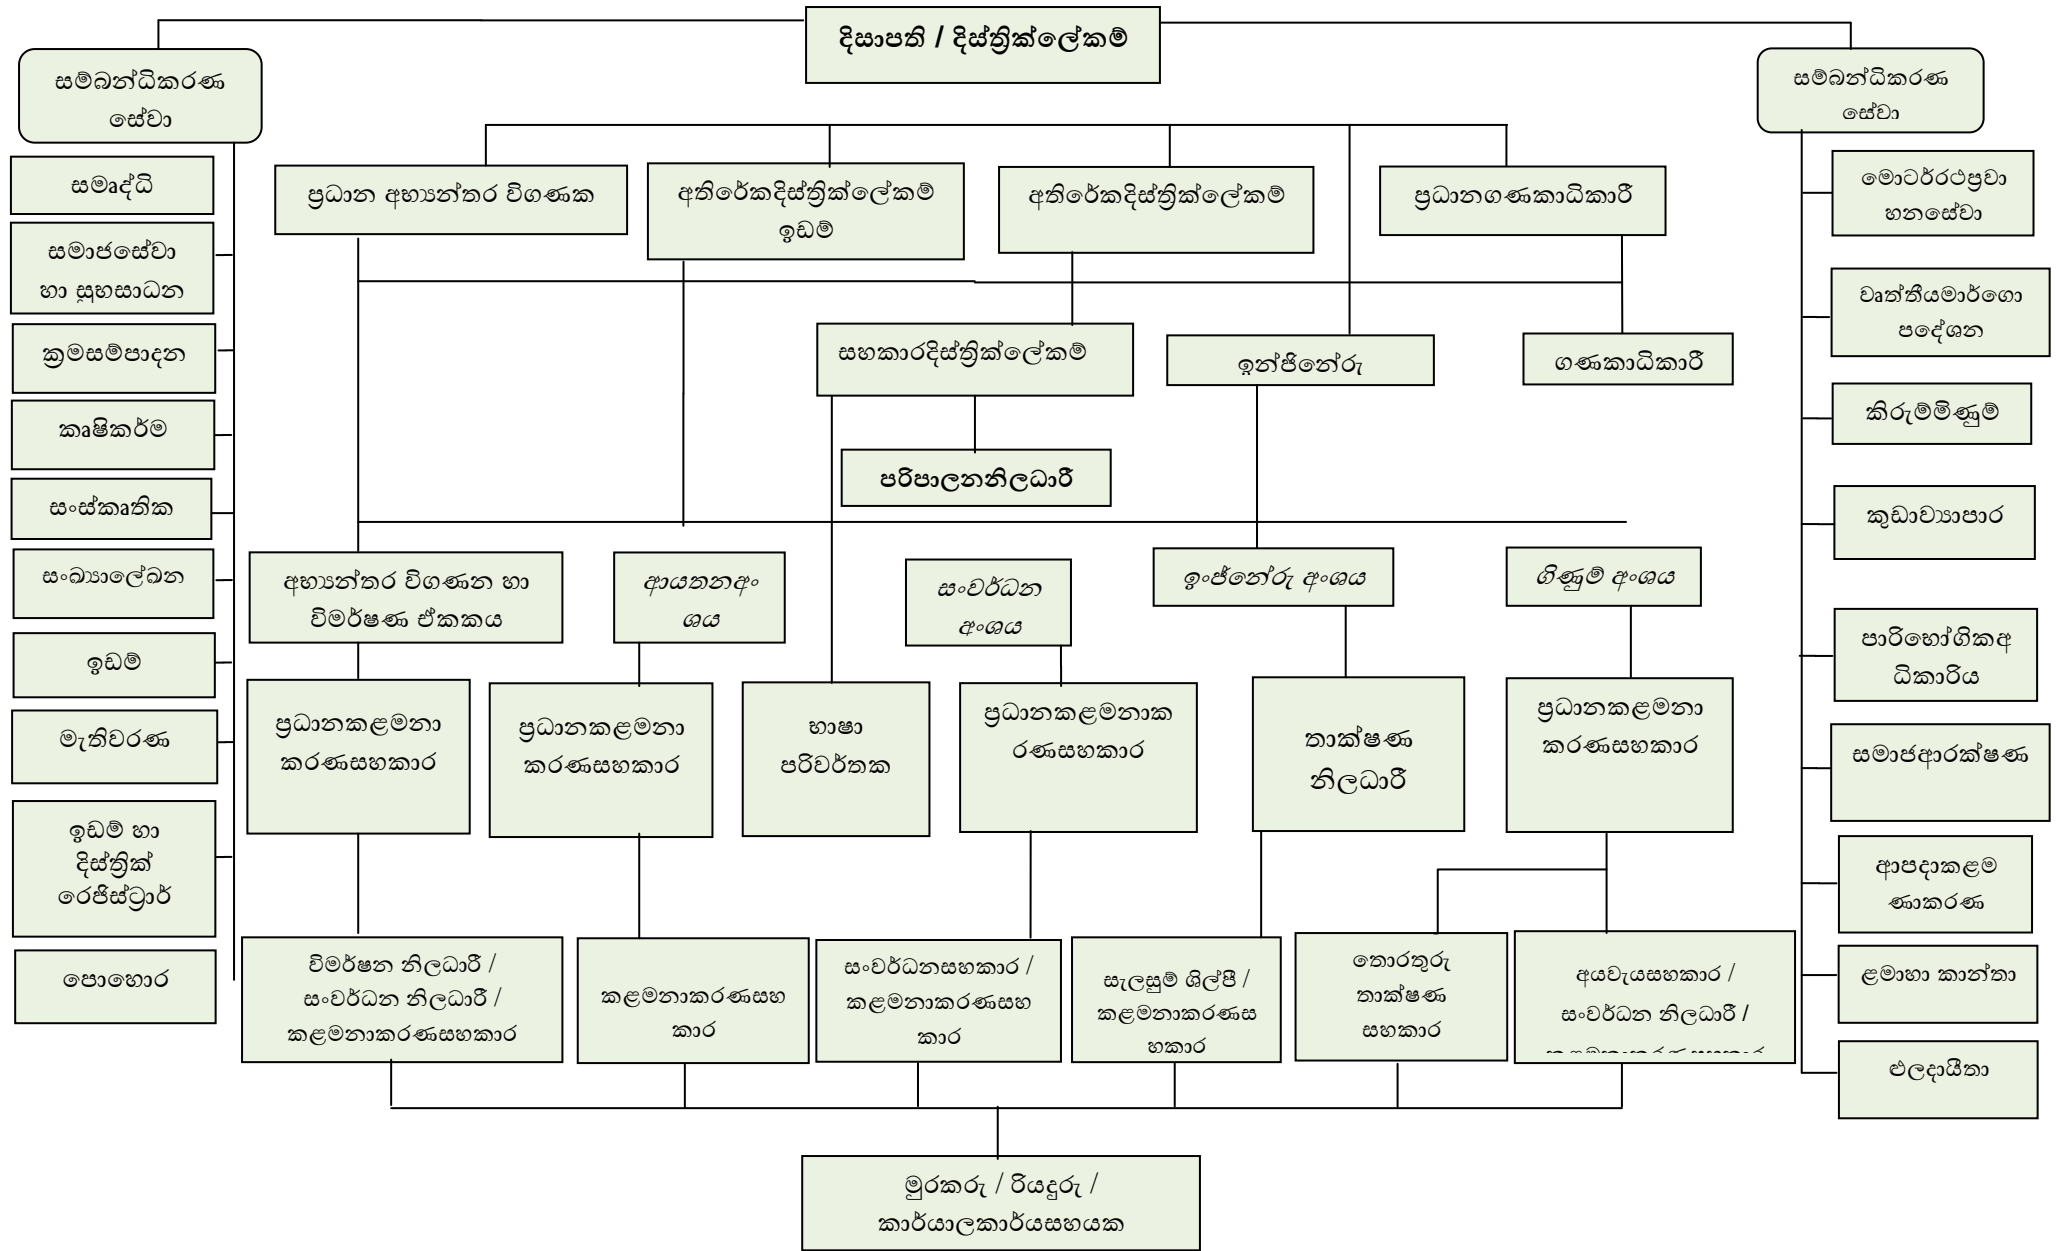 දිසාපති / දිස්ත්‍රික්ලේකම්
සම්බන්ධිකරණ
සේවා
සමෘද්ධි
සමාජසේවා
හා සුභසාධන
ක්‍රමසම්පාදන
කෘෂිකර්ම
සංස්කෘතික
සංඛ්‍යාලේඛන
ඉඩම්
මැතිවරණ
ඉඩම් හා
දිස්ත්‍රික්
රෙජිස්ට්‍රාර්
පොහොර
ප්‍රධාන අභ්‍යන්තර විගණක
අතිරේකදිස්ත්‍රික්ලේකම්
ඉඩම්
අතිරේකදිස්ත්‍රික්ලේකම්
ප්‍රධානගණකාධිකාරී
සහකාරදිස්ත්‍රික්ලේකම්
ඉන්ජිනේරු
ගණකාධිකාරී
පරිපාලනනිලධාරී
අභ්‍යන්තර විගණන හා
විමර්ෂණ ඒකකය
ආයතනඅං
ශය
සංවර්ධන
අංශය
ඉංජ්නේරු අංශය
ගිණුම් අංශය
ප්‍රධානකළමනා
කරණසහකාර
ප්‍රධානකළමනා
කරණසහකාර
භාෂා
පරිවර්තක
ප්‍රධානකළමනාක
රණසහකාර
තාක්ෂණ
නිලධාරී
ප්‍රධානකළමනා
කරණසහකාර
විමර්ෂන නිලධාරී /
සංවර්ධන නිලධාරී /
කළමනාකරණසහකාර
කළමනාකරණසහ
කාර
සංවර්ධනසහකාර /
කළමනාකරණසහ
කාර
සැලසුම් ශිල්පී /
කළමනාකරණස
හකාර
තොරතුරු
තාක්ෂණ
සහකාර
අයවැයසහකාර /
සංවර්ධන නිලධාරී /
මුරකරු / රියදුරු /
කාර්යාලකාර්යසහයක
සම්බන්ධිකරණ
සේවා
මොටර්රථප්‍රවා
හනසේවා
වෘත්තීයමාර්ගො
පදේශන
කිරුම්මිණුම්
කුඩාව්‍යාපාර
පාරිභෝගිකඅ
ධිකාරිය
සමාජආරක්ෂණ
ආපදාකළම
ණාකරණ
ළමාහා කාන්තා
ඵලදායීතා